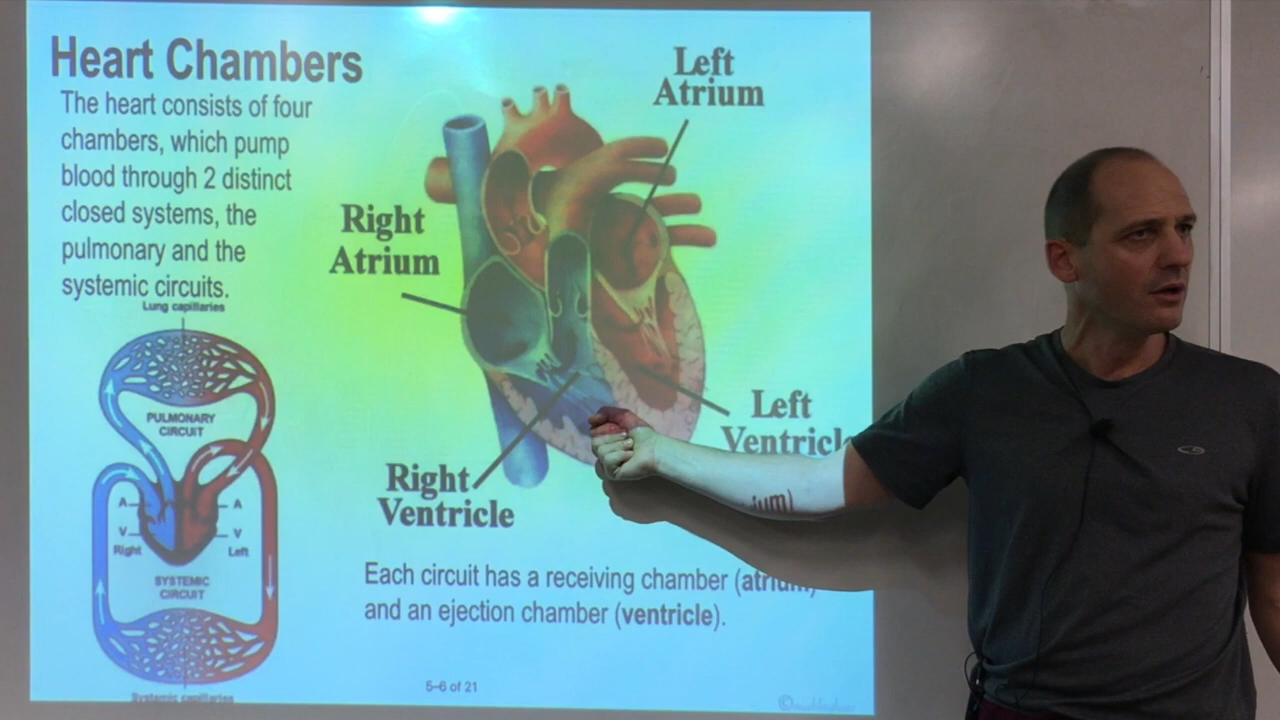 Heart Chambers
The heart consists of four
chambers, which pump
blood through 2 distinct
closed systems, the
pulmonary and the
systemic circuits.
Left
Atrium
Right
Atrium
Left
Ventricl
Right
Ventricle
Lung capillaries
PULMONARY
CIRCUIT
A
A
V
V
Right
Left
SYSTEMIC
CIRCUIT
Systemic capillaries
Each circuit has a receiving chamber (atrium)
and an ejection chamber (ventricle).
ium)
5-6 of 21